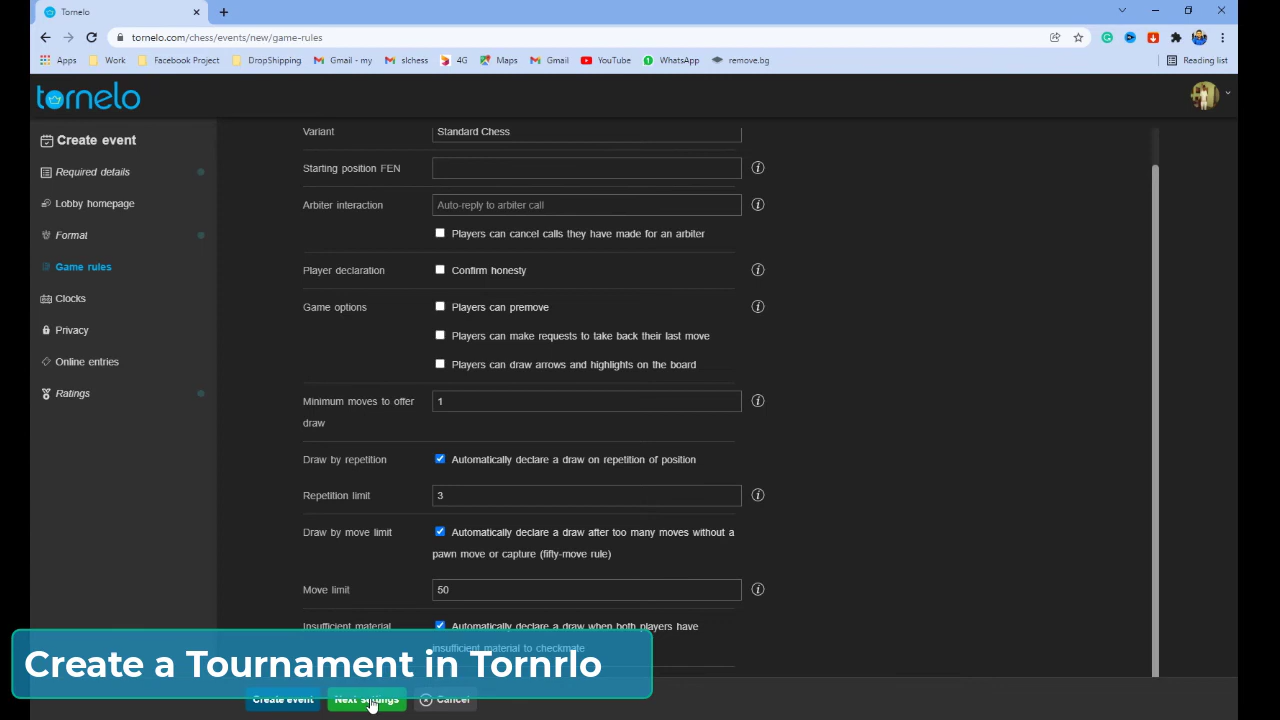 Tornelo
tornelo.com/chess/events/new/game-rules
Apps Work Facebook Project DropShipping Gmail - my slchess 4G Maps Gmail YouTube WhatsApp remove.bg Reading list
tornelo
Create event
Required details
Lobby homepage
Format
Game rules
Clocks
Privacy
Online entries
Ratings
Variant Standard Chess
Starting position FEN
Arbiter interaction Auto-reply to arbiter call
Players can cancel calls they have made for an arbiter
Player declaration Confirm honesty
Game options Players can premove
Players can make requests to take back their last move
Players can draw arrows and highlights on the board
Minimum moves to offer 1
draw
Draw by repetition Automatically declare a draw on repetition of position
Repetition limit 3
Draw by move limit Automatically declare a draw after too many moves without a
pawn move or capture (fifty-move rule)
Move limit 50
Insufficient material Automatically declare a draw when both players have
insufficient material to checkmate
Create a Tournament in Tornrlo
Create event Next settings Cancel